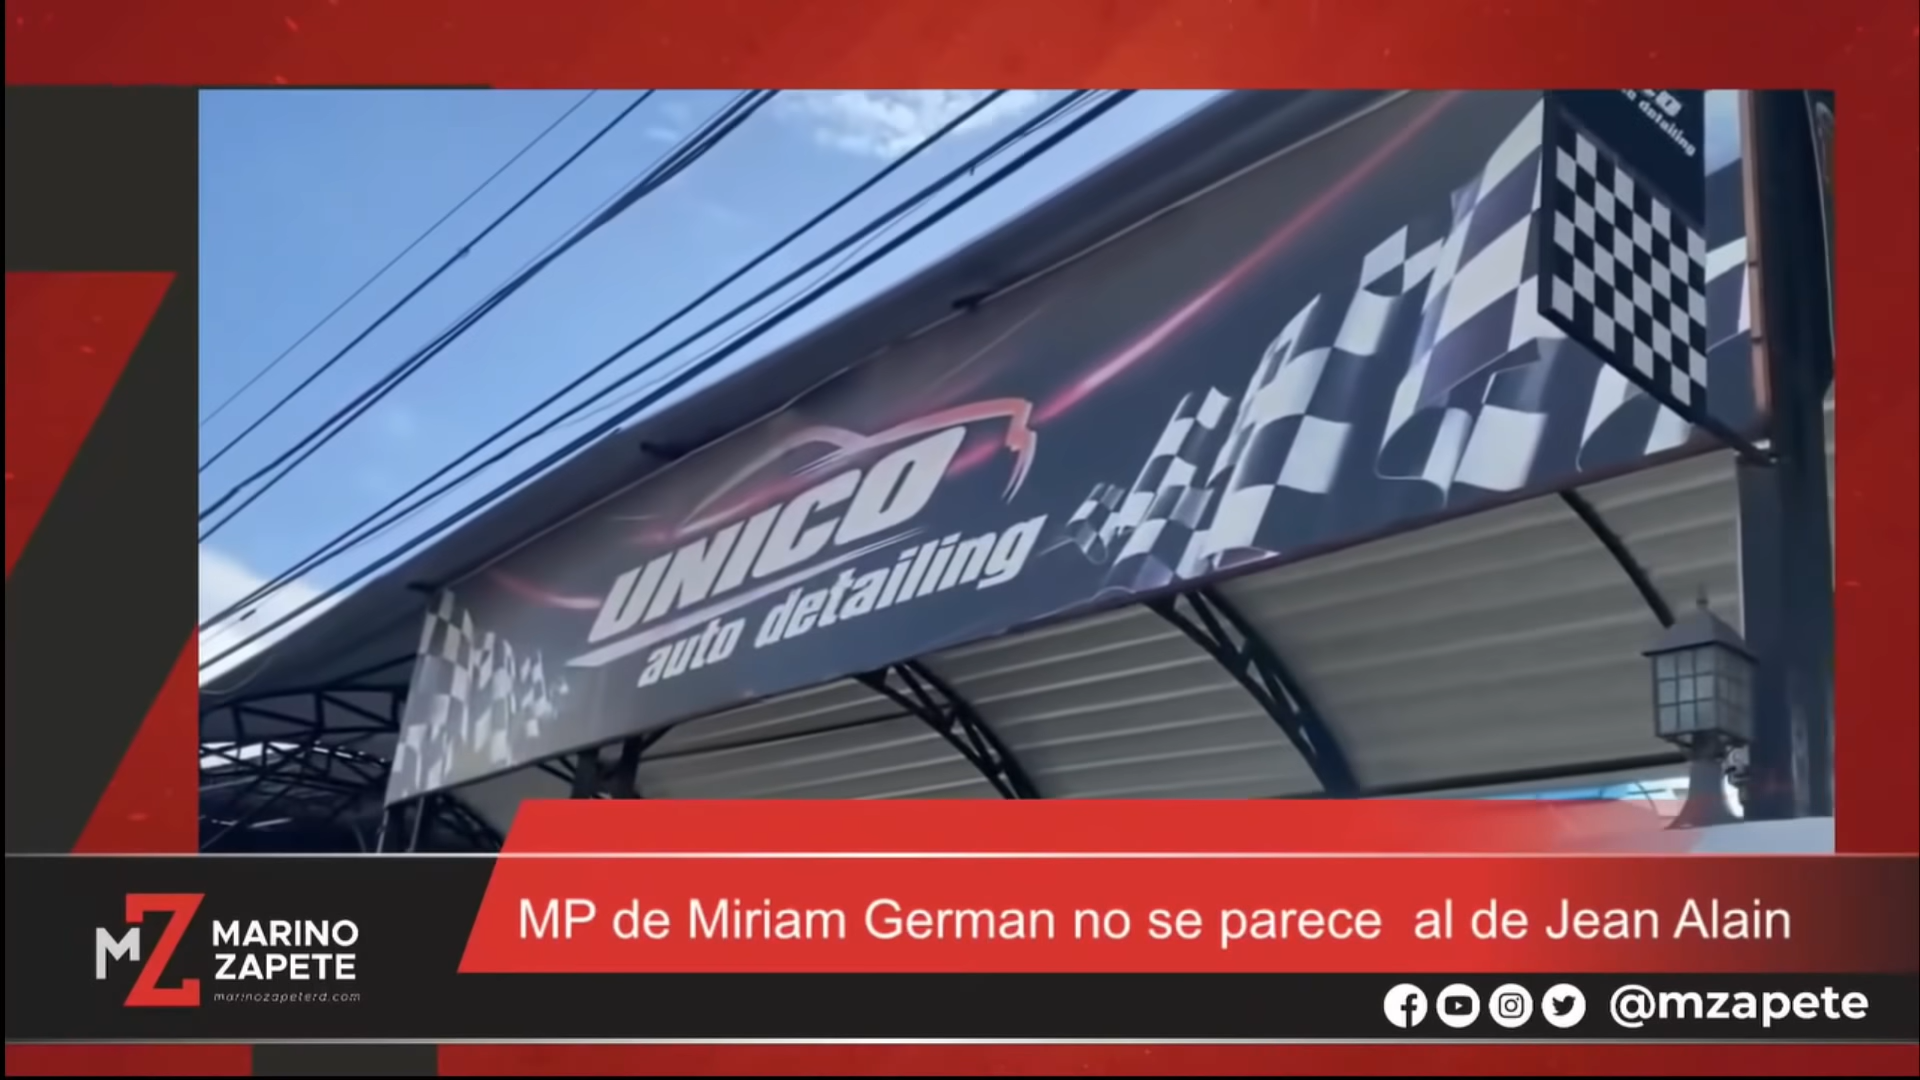 UNICO
auto detailing
detailing
MP de Miriam German no se parece al de Jean Alain
MZ
MARINO
ZAPETE
marinozapeterd.com
@mzapete